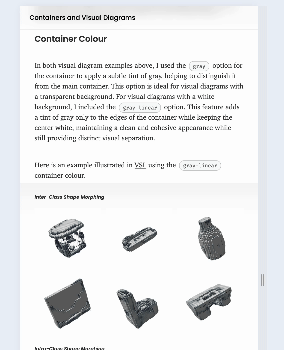 Containers and Visual Diagrams
Container Colour
In both visual diagram examples above, I used the gray option for
the container to apply a subtle tint of gray, helping to distinguish it
from the main container. This option is ideal for visual diagrams with
a transparent background. For visual diagrams with a white
background, I included the gray-linear option. This feature adds
a tint of gray only to the edges of the container while keeping the
center white, maintaining a clean and cohesive appearance while
still providing distinct visual separation.
Here is an example illustrated in VSI using the gray-linear
container colour.
Inter-Class Shape Morphing
Intra-Class Shape Morphing